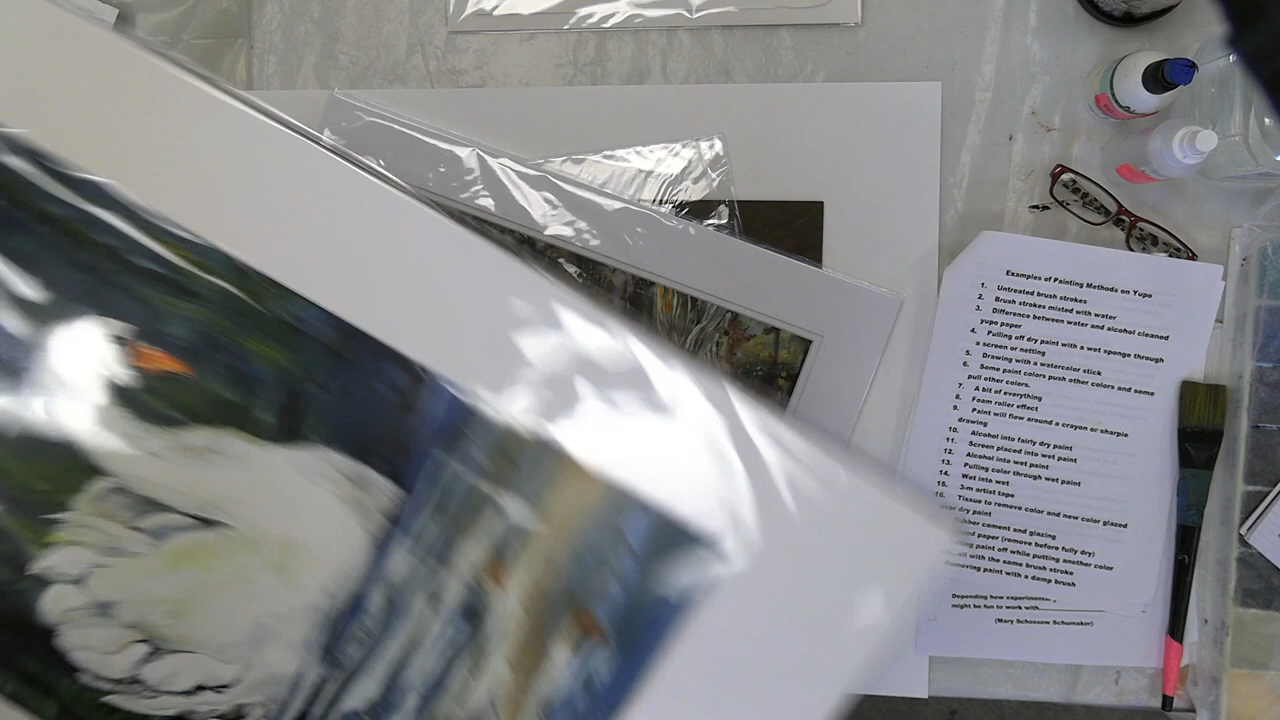 Examples of Painting Methods on Yupo
1. Untreated brush strokes
2. Brush strokes misted with water
3. Difference between water and alcohol cleaned
yupo paper
4. Pulling off dry paint with a wet sponge through
a screen or netting
5. Drawing with a watercolor stick
6. Some paint colors push other colors and some
pull other colors.
7. A bit of everything
8. Foam roller effect
9. Paint will flow around a crayon or sharpie
drawing
10. Alcohol into fairly dry paint
11. Screen placed into wet paint
12. Alcohol into wet paint
13. Pulling color through wet paint
14. Wet into wet
15. 3-m artist tape
16. Tissue to remove color and new color glazed
over dry paint
ubber cement and glazing
paper (remove before fully dry)
paint off while putting another color
with the same brush stroke
emoving paint with a damp brush
Depending how
might be fun to work with
(Mary Schossow Schumaker)